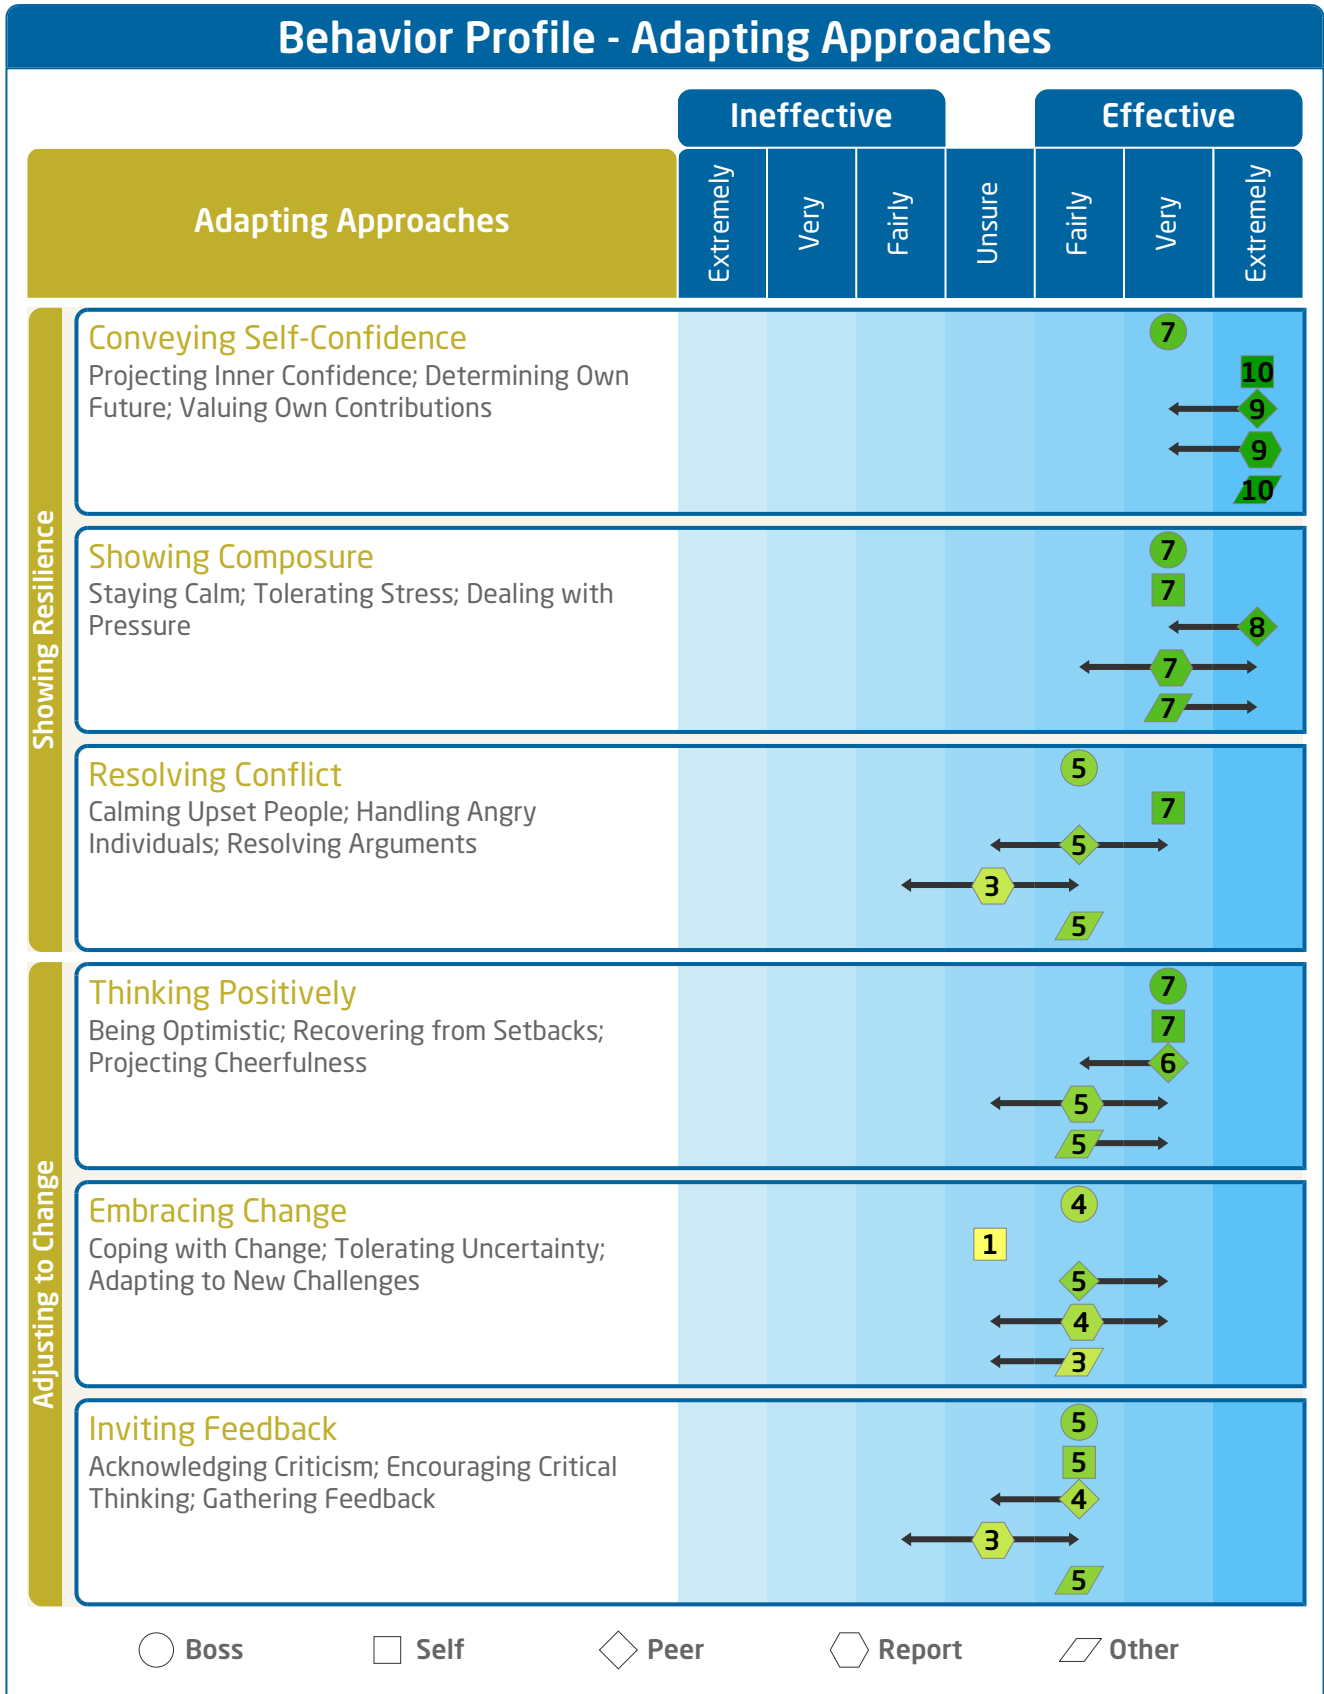 Behavior Profile - Adapting Approaches
Ineffective
Effective
Adapting Approaches
Extremely
Very
Fairly
Unsure
Fairly
Very
Extremely
Showing Resilience
Conveying Self-Confidence
Projecting Inner Confidence; Determining Own
Future; Valuing Own Contributions
7
10
9
9
10
Showing Composure
Staying Calm; Tolerating Stress; Dealing with
Pressure
7
7
8
7
7
Resolving Conflict
Calming Upset People; Handling Angry
Individuals; Resolving Arguments
5
7
5
3
5
Adjusting to Change
Thinking Positively
Being Optimistic; Recovering from Setbacks;
Projecting Cheerfulness
7
7
6
5
5
Embracing Change
Coping with Change; Tolerating Uncertainty;
Adapting to New Challenges
4
1
5
4
3
Inviting Feedback
Acknowledging Criticism; Encouraging Critical
Thinking; Gathering Feedback
5
5
4
3
5
Boss
Self
Peer
Report
Other